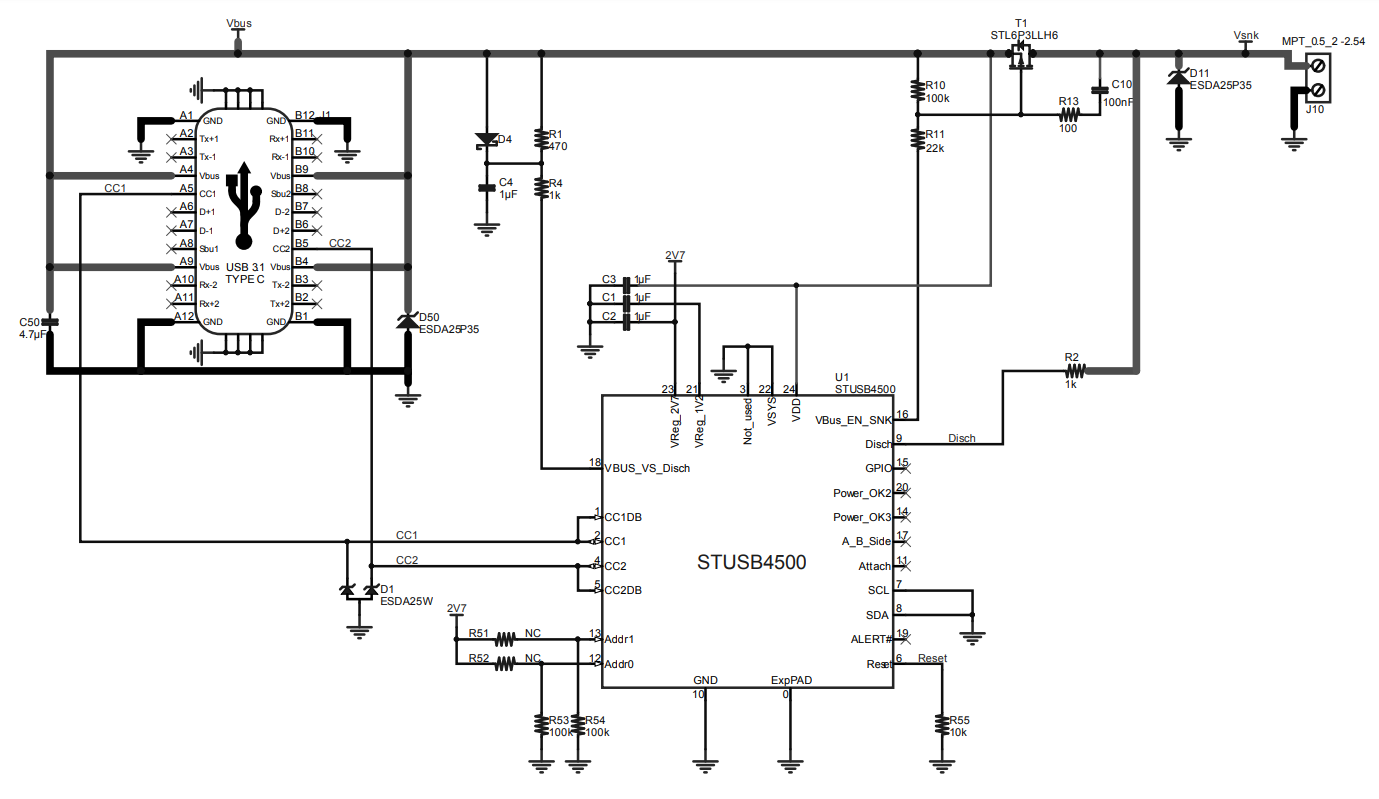 Vbus
T1
STL6P3LLH6
Vsnk
MPT_0.5_2 -2.54
J10
D11
ESDA25P35
C10
100nF
R13
100
R10
100k
R11
22k
A1 GND GND B12 J1
A2 Tx+1 Rx+1 B11
A3 Tx-1 Rx-1 B10
A4 Vbus Vbus B9
CC1 A5 CC1 Sbu2 B8
A6 D+1 D-2 B7
A7 D-1 D+2 B6
A8 Sbu1 CC2 B5 CC2
A9 Vbus Vbus B4
A10 Rx-2 Tx-2 B3
A11 Rx+2 Tx+2 B2
A12 GND GND B1
USB 3.1
TYPE C
D4
R1
470
C4
1µF
R4
1k
C50
4.7µF
D50
ESDA25P35
2V7
C3 1µF
C1 1µF
C2 1µF
R2
1k
U1
STUSB4500
23 21 3 22 24
VReg_2V7
VReg_1V2
Not_used
VSYS
VDD
VBus_EN_SNK 16
Disch 9 Disch
18 VBUS_VS_Disch
GPIO 15
Power_OK2 20
1 CC1DB
Power_OK3 14
CC1 2 CC1
A_B_Side 17
STUSB4500
CC2 4 CC2
Attach 11
5 CC2DB
SCL 7
D1
ESDA25W
SDA 8
2V7
R51 NC 13 Addr1
ALERT# 19
R52 NC 12 Addr0
Reset 6 Reset
GND
10
ExpPAD
0
R53
100k
R54
100k
R55
10k